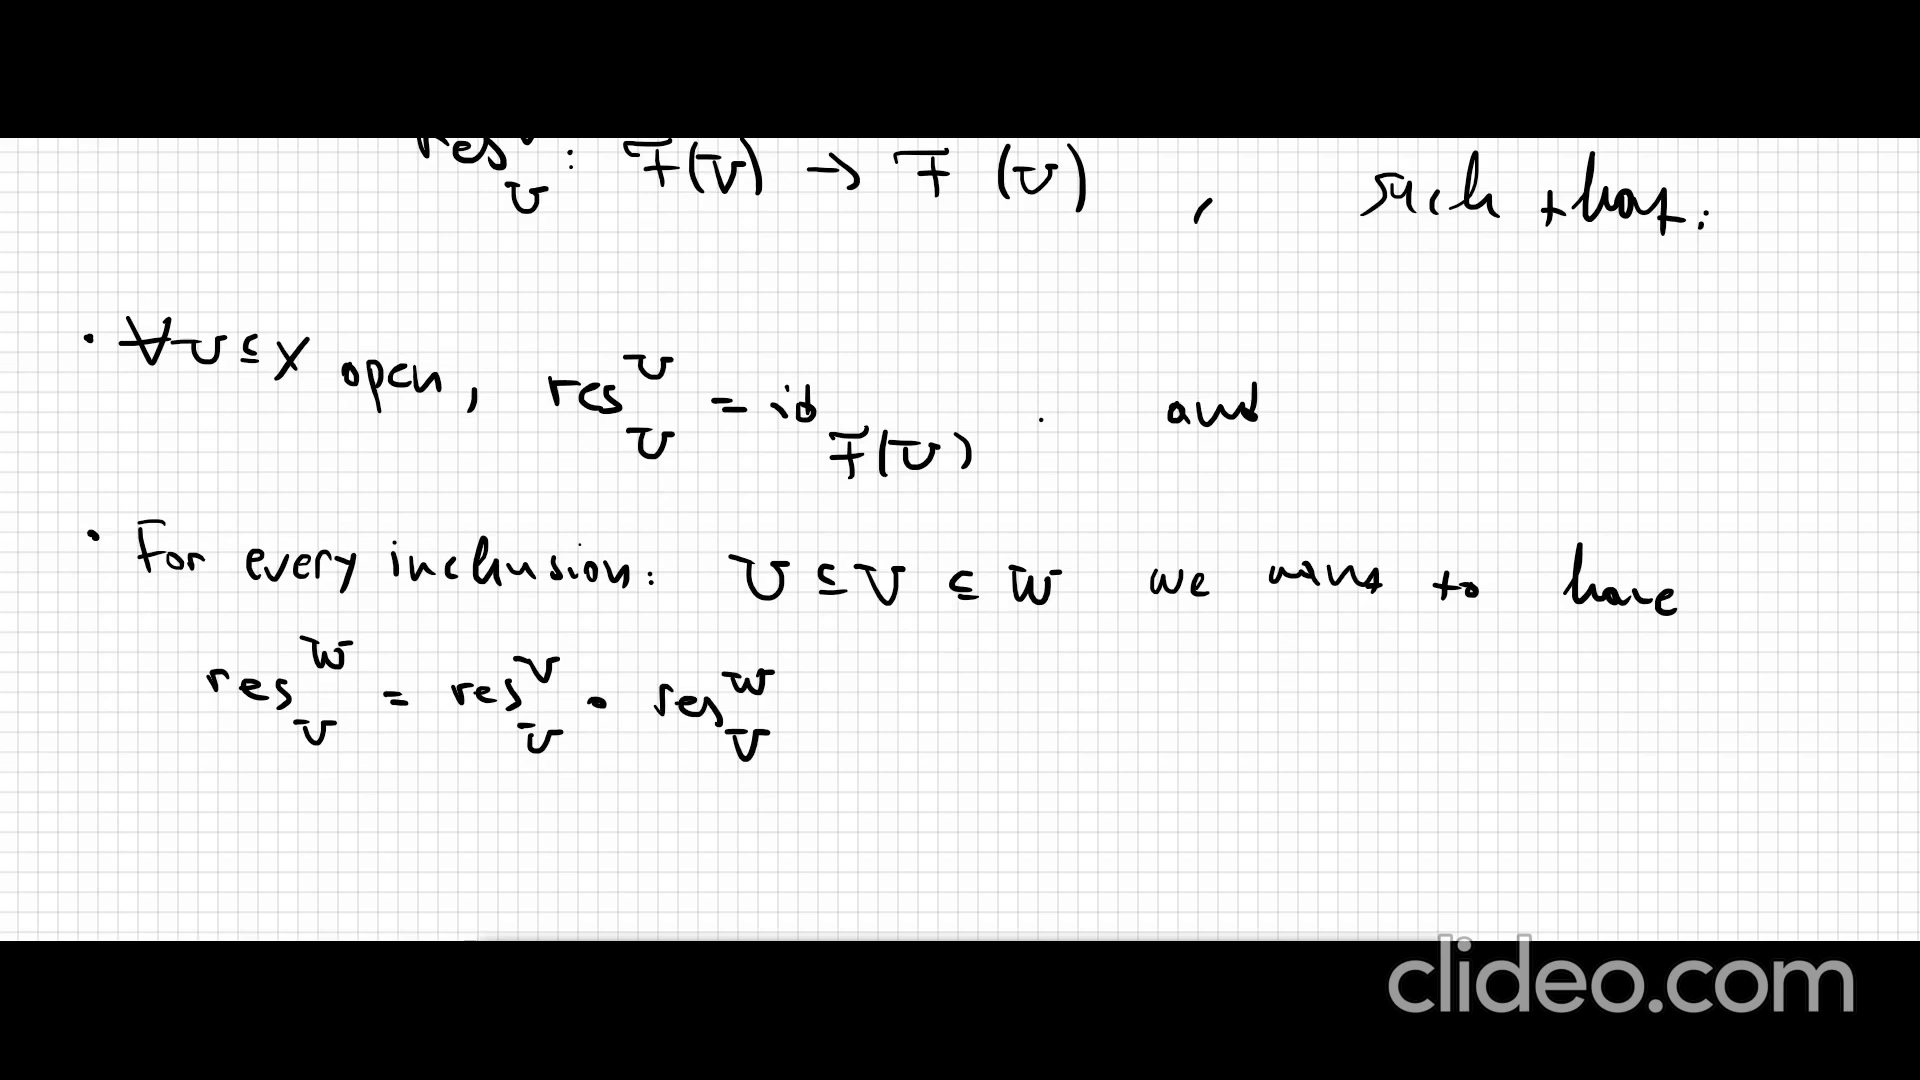 res^V_U : F(V) → F(U) , such that:
· ∀U ⊆ X open, res^U_U = id_F(U) . and
· For every inclusion: U ⊆ V ⊆ W we want to have
res^W_U = res^V_U ∘ res^W_V
clideo.com